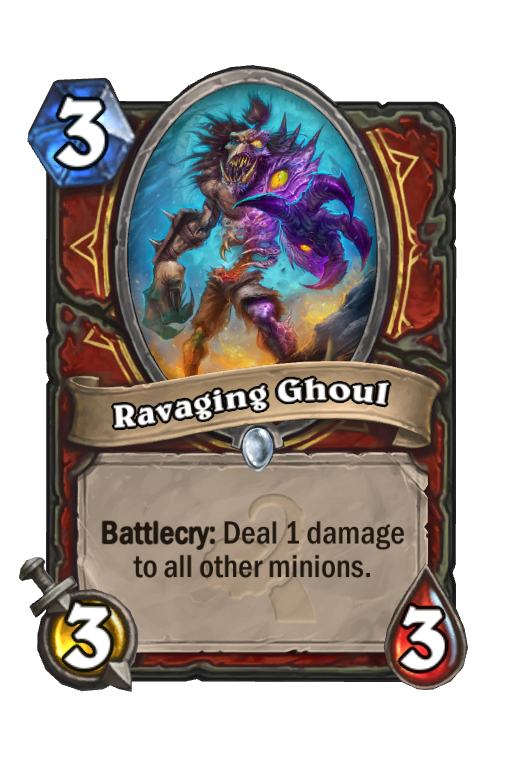 3
Ravaging Ghoul
Battlecry: Deal 1 damage
to all other minions.
3
3